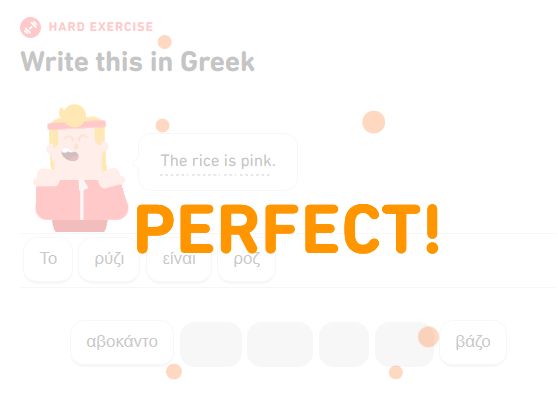 HARD EXERCISE
Write this in Greek
The rice is pink.
PERFECT!
Το ρύζι είναι ροζ
αβοκάντο βάζο